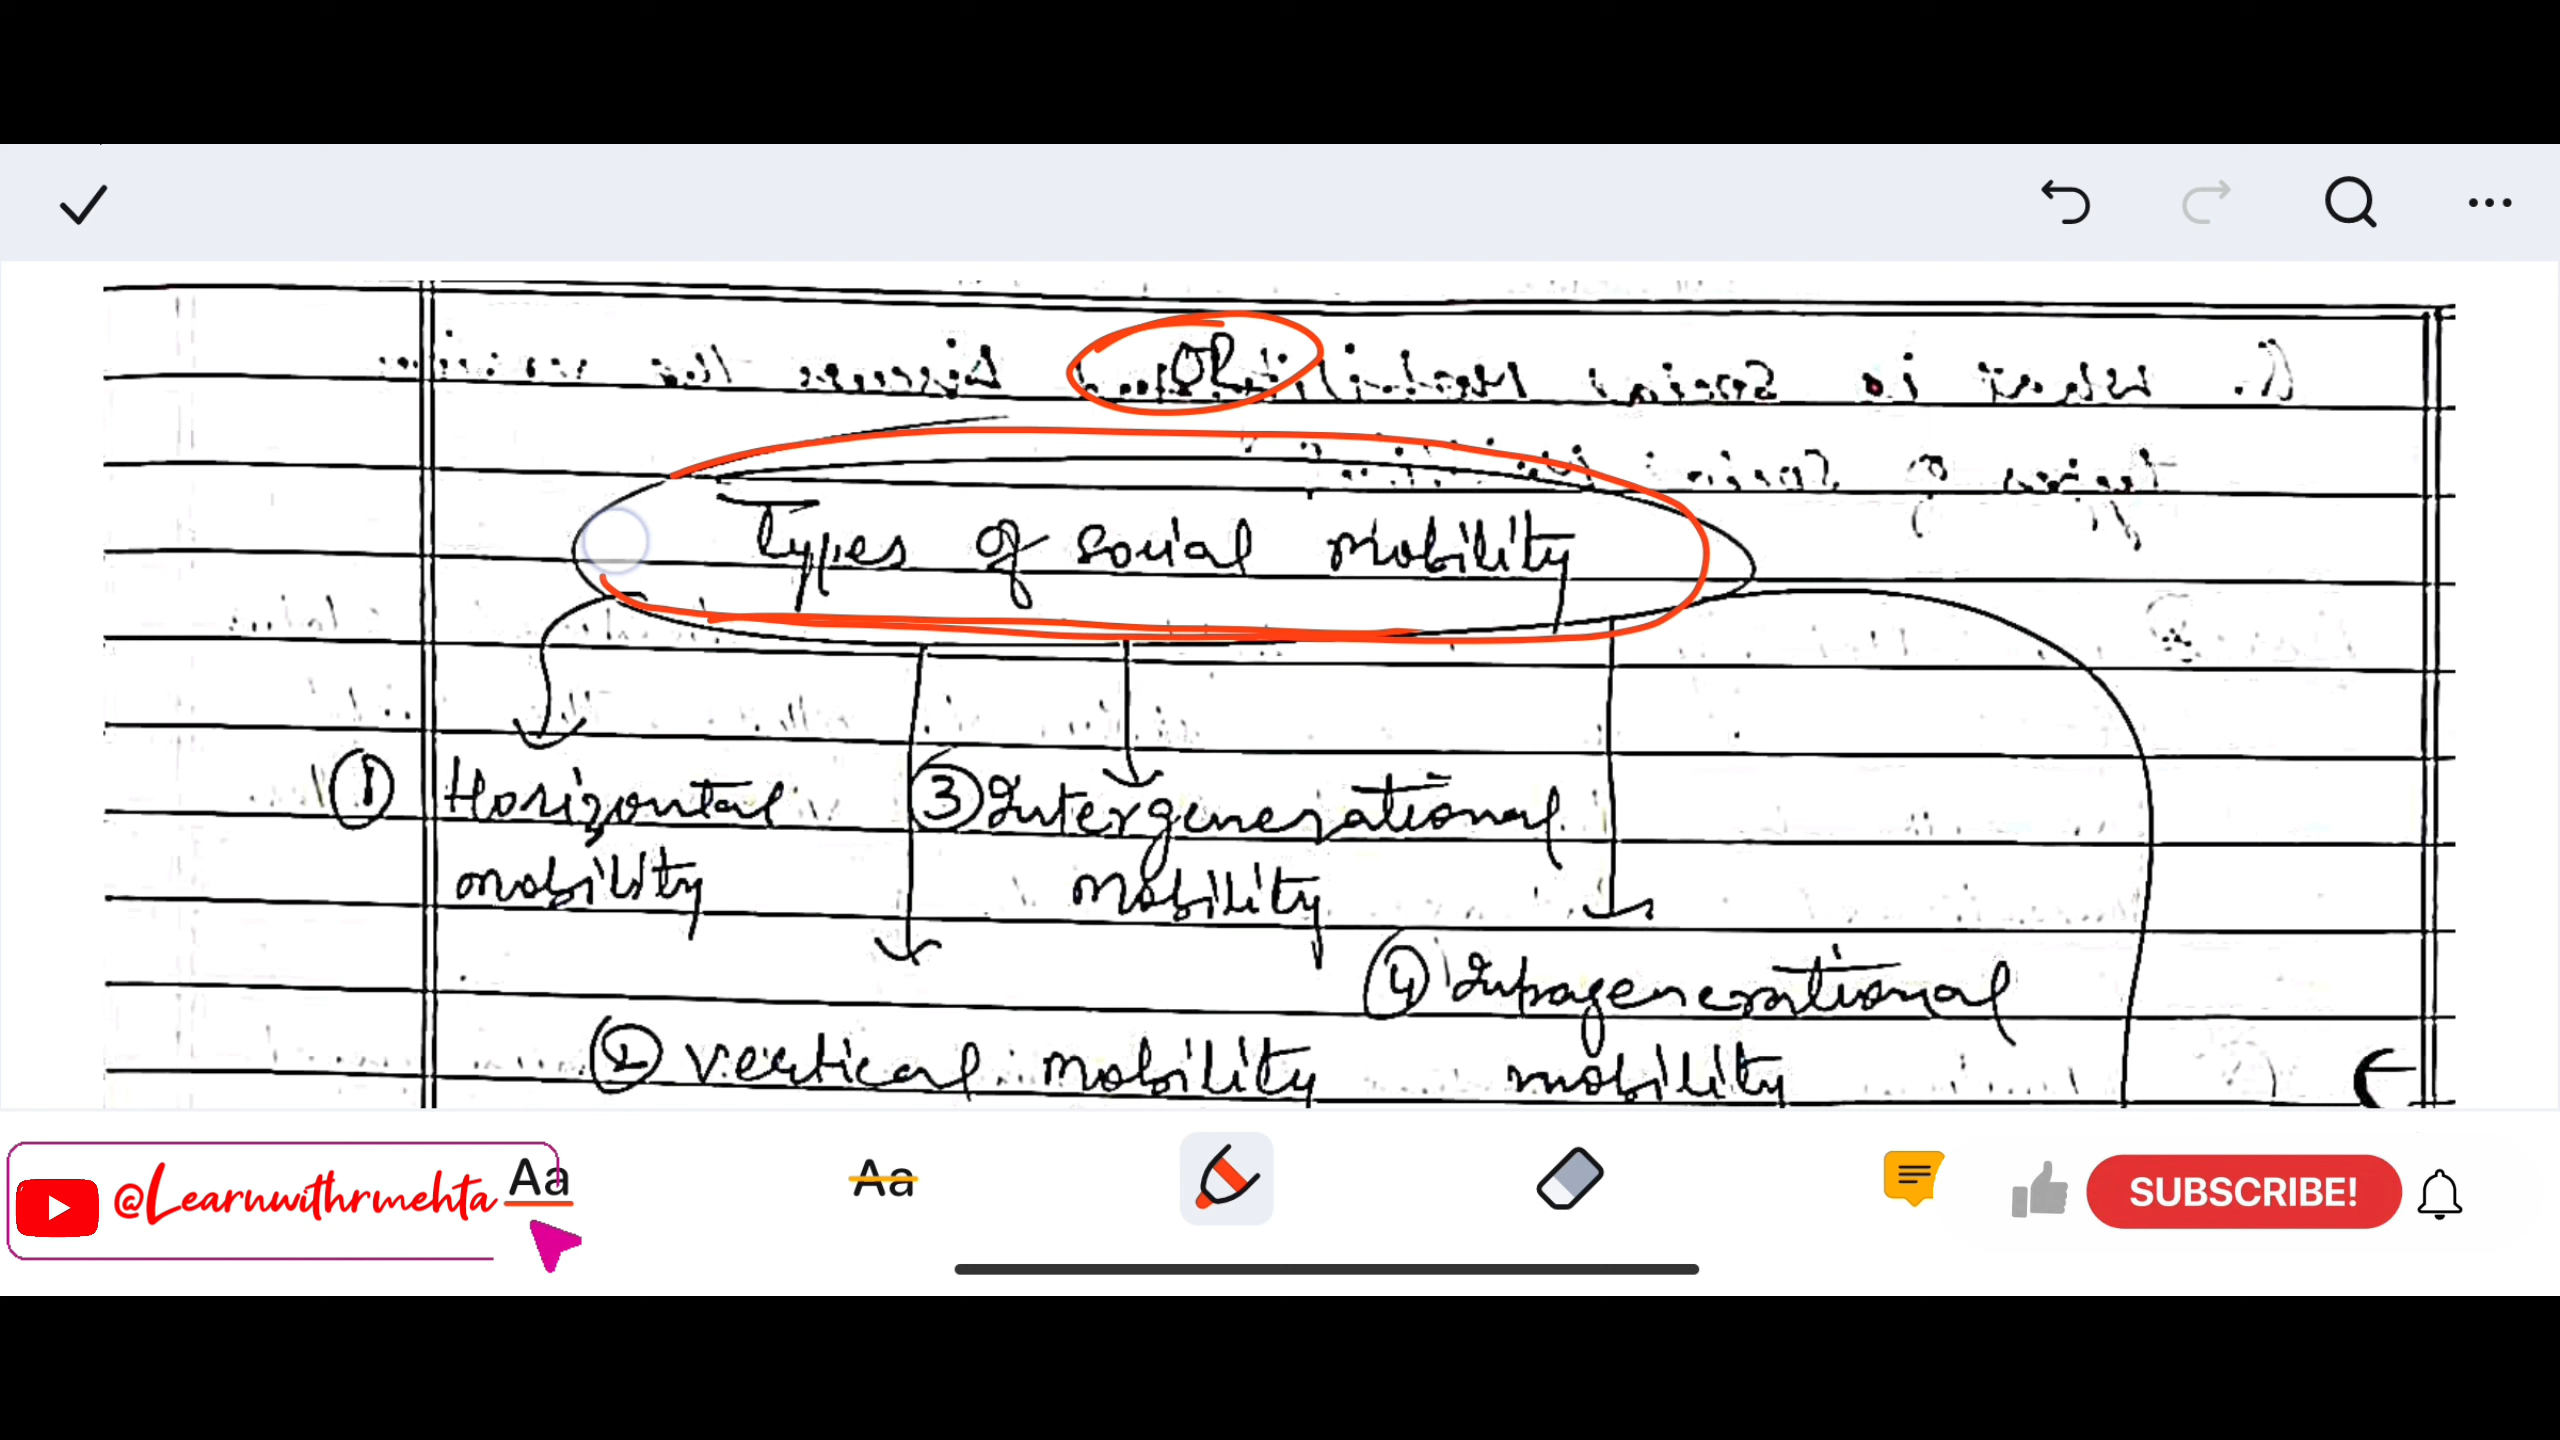 OR
Types of social mobility
① Horizontal
mobility
③ Intergenerational
mobility
④ Intragenerational
mobility
② Vertical mobility
@Learnwithrmehta
Aa
Aa
SUBSCRIBE!